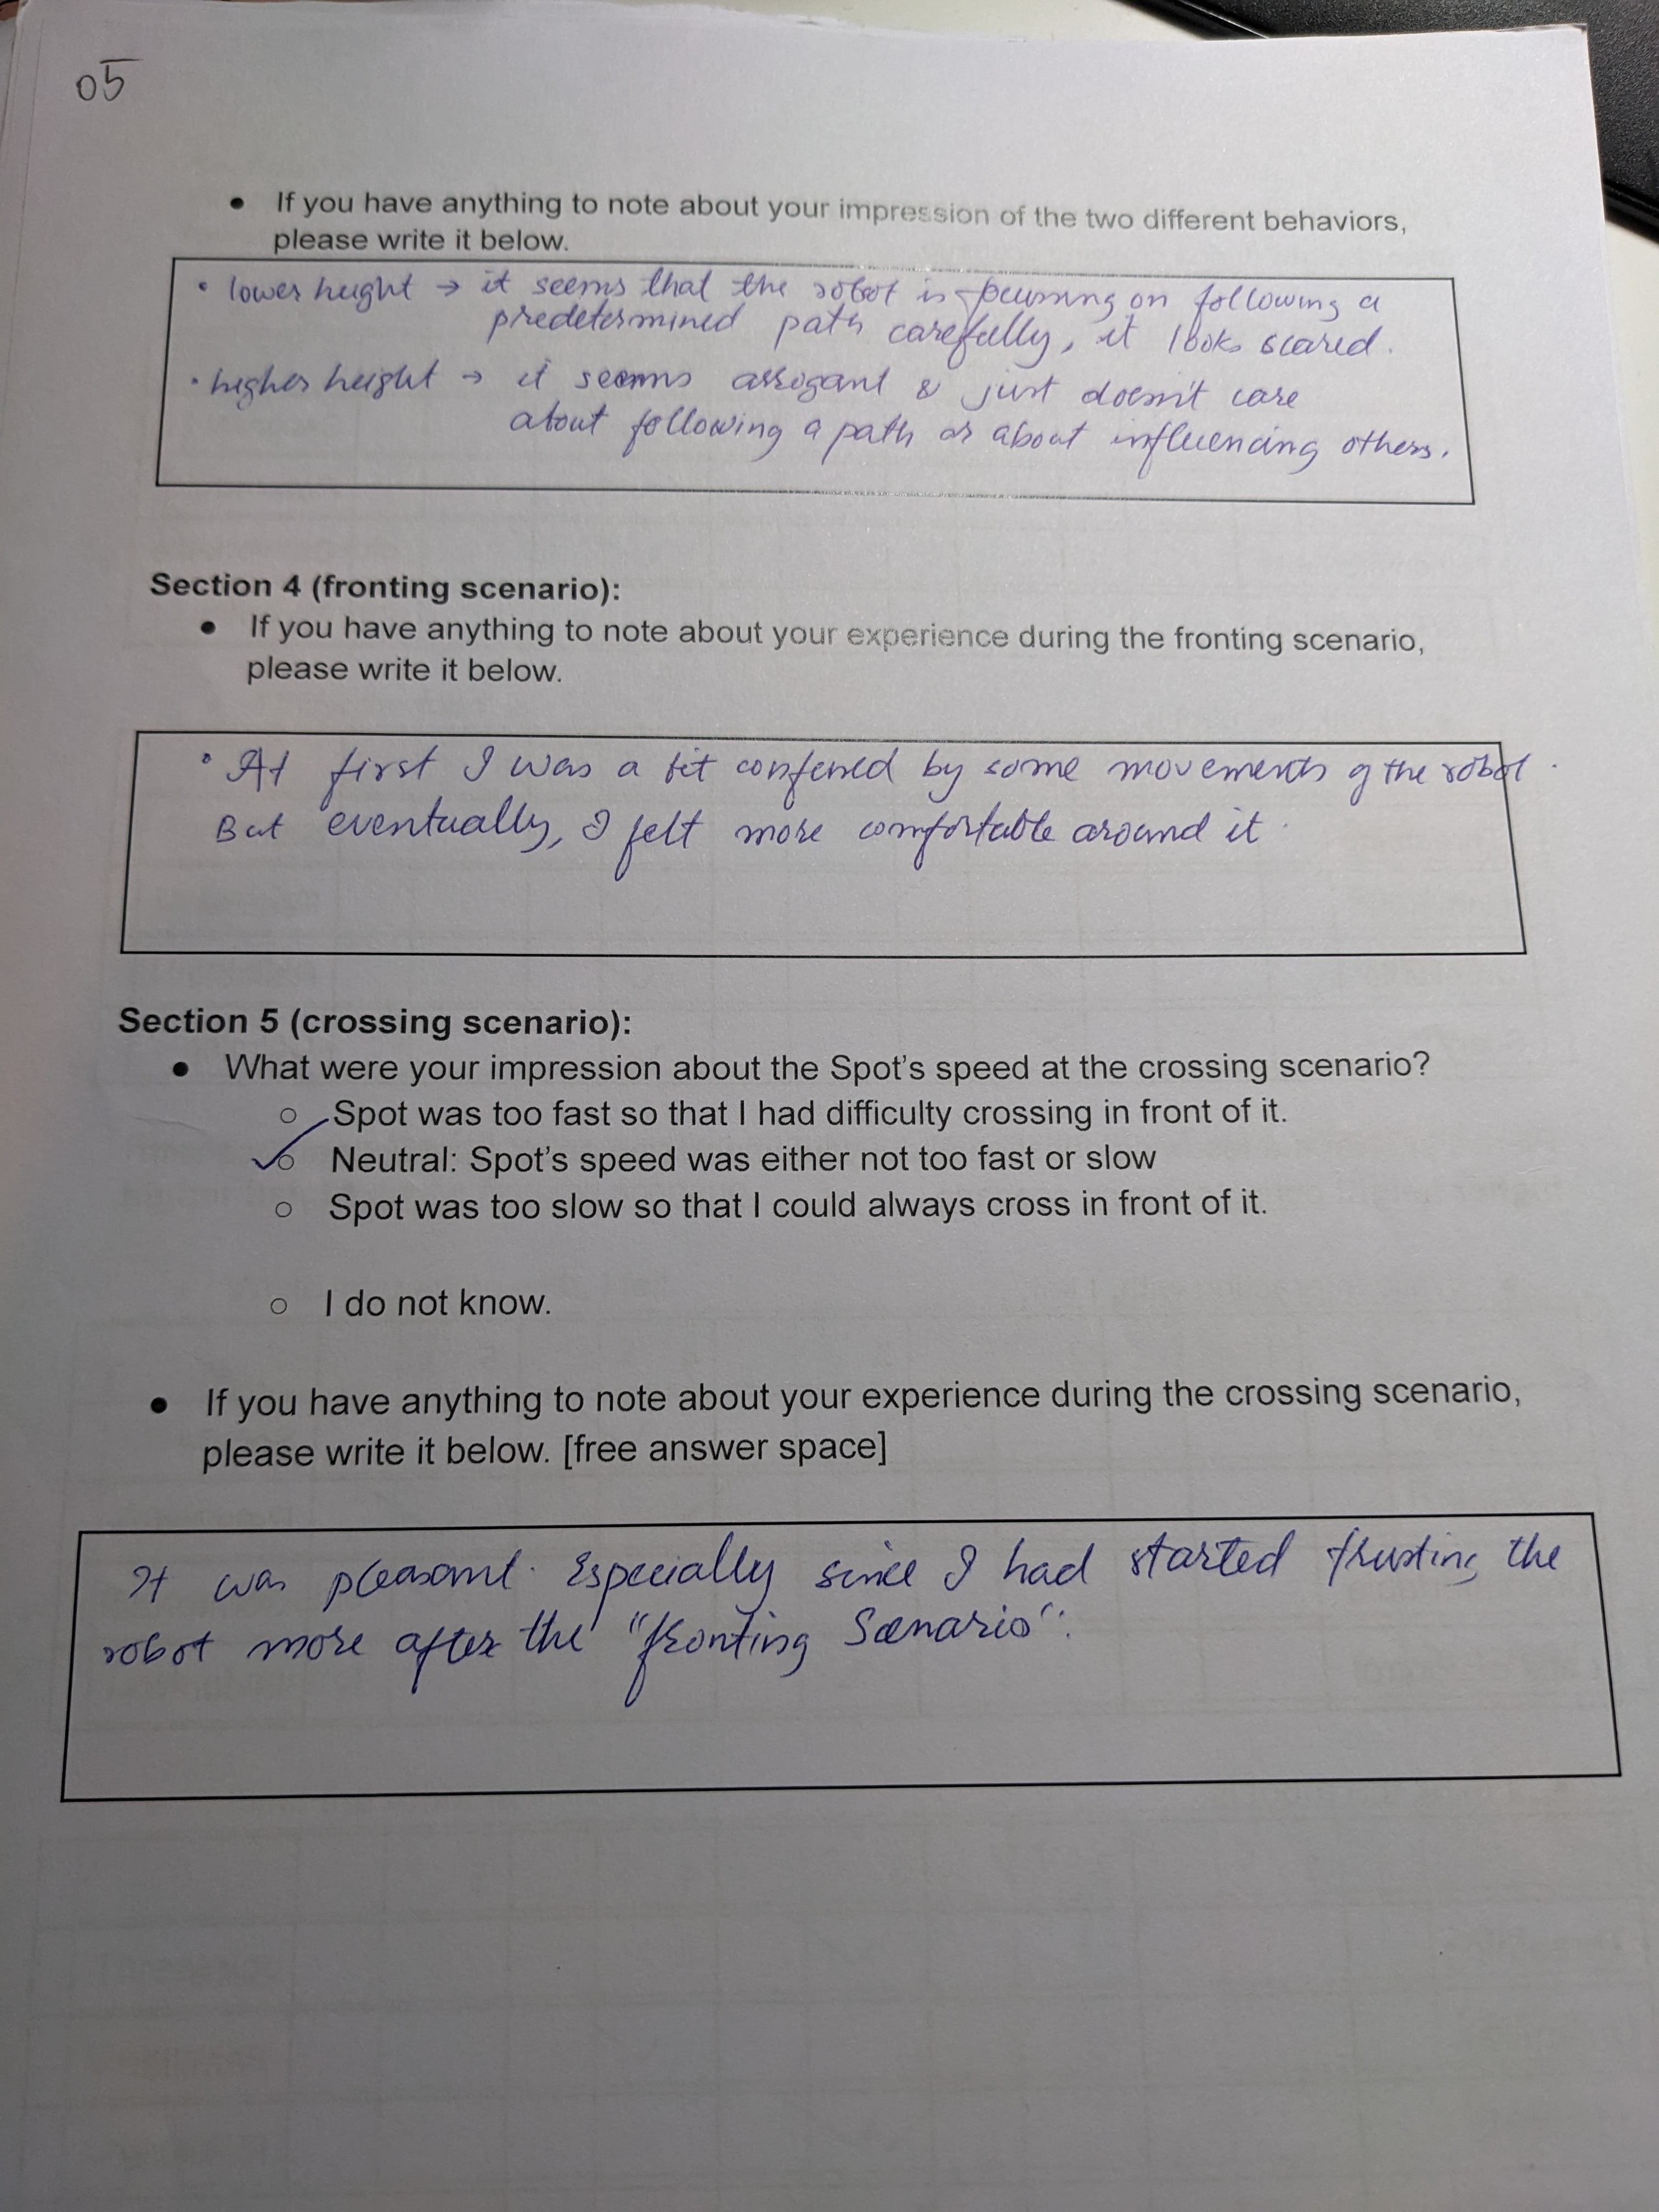 05
• If you have anything to note about your impression of the two different behaviors,
please write it below.
• lower height → it seems that the robot is focusing on following a
predetermined path carefully, it looks scared.
• higher height → it seems arrogant & just doesn't care
about following a path or about influencing others.
Section 4 (fronting scenario):
• If you have anything to note about your experience during the fronting scenario,
please write it below.
• At first I was a bit confused by some movements of the robot.
But eventually, I felt more comfortable around it.
Section 5 (crossing scenario):
• What were your impression about the Spot's speed at the crossing scenario?
○ Spot was too fast so that I had difficulty crossing in front of it.
✓○ Neutral: Spot's speed was either not too fast or slow
○ Spot was too slow so that I could always cross in front of it.
○ I do not know.
• If you have anything to note about your experience during the crossing scenario,
please write it below. [free answer space]
It was pleasant. Especially since I had started trusting the
robot more after the "fronting Scenario".